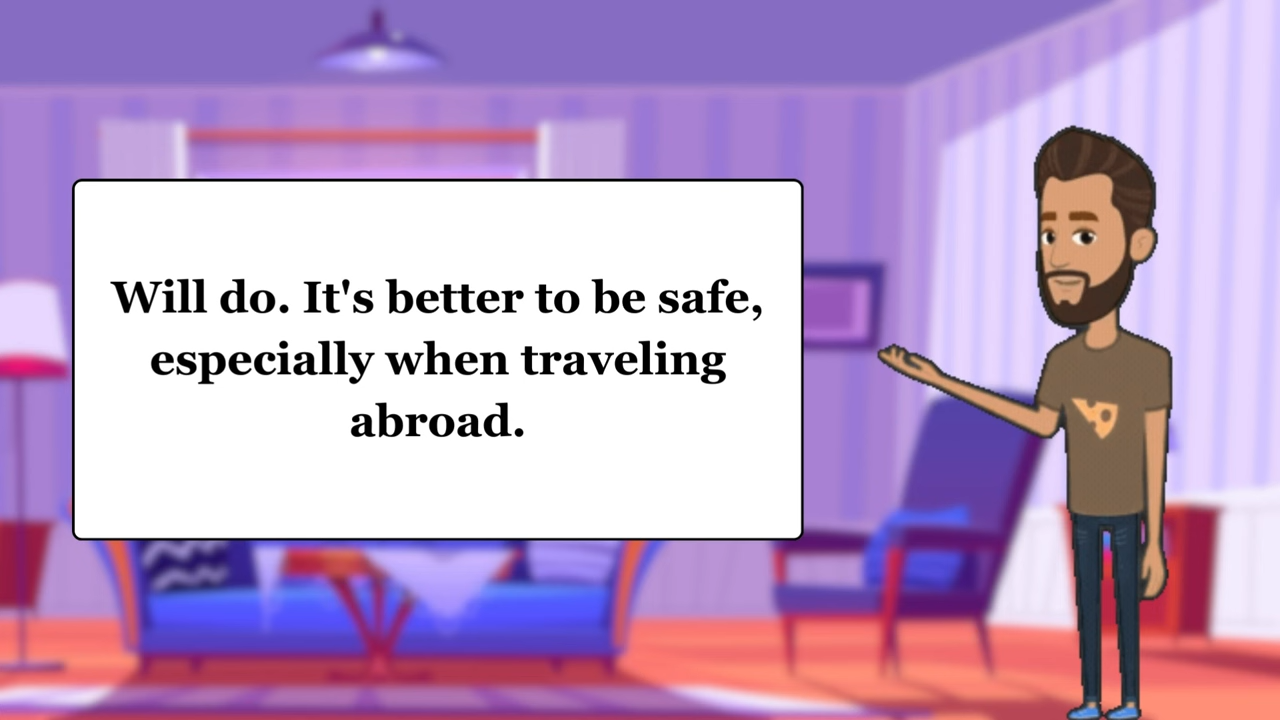 Will do. It's better to be safe,
especially when traveling
abroad.